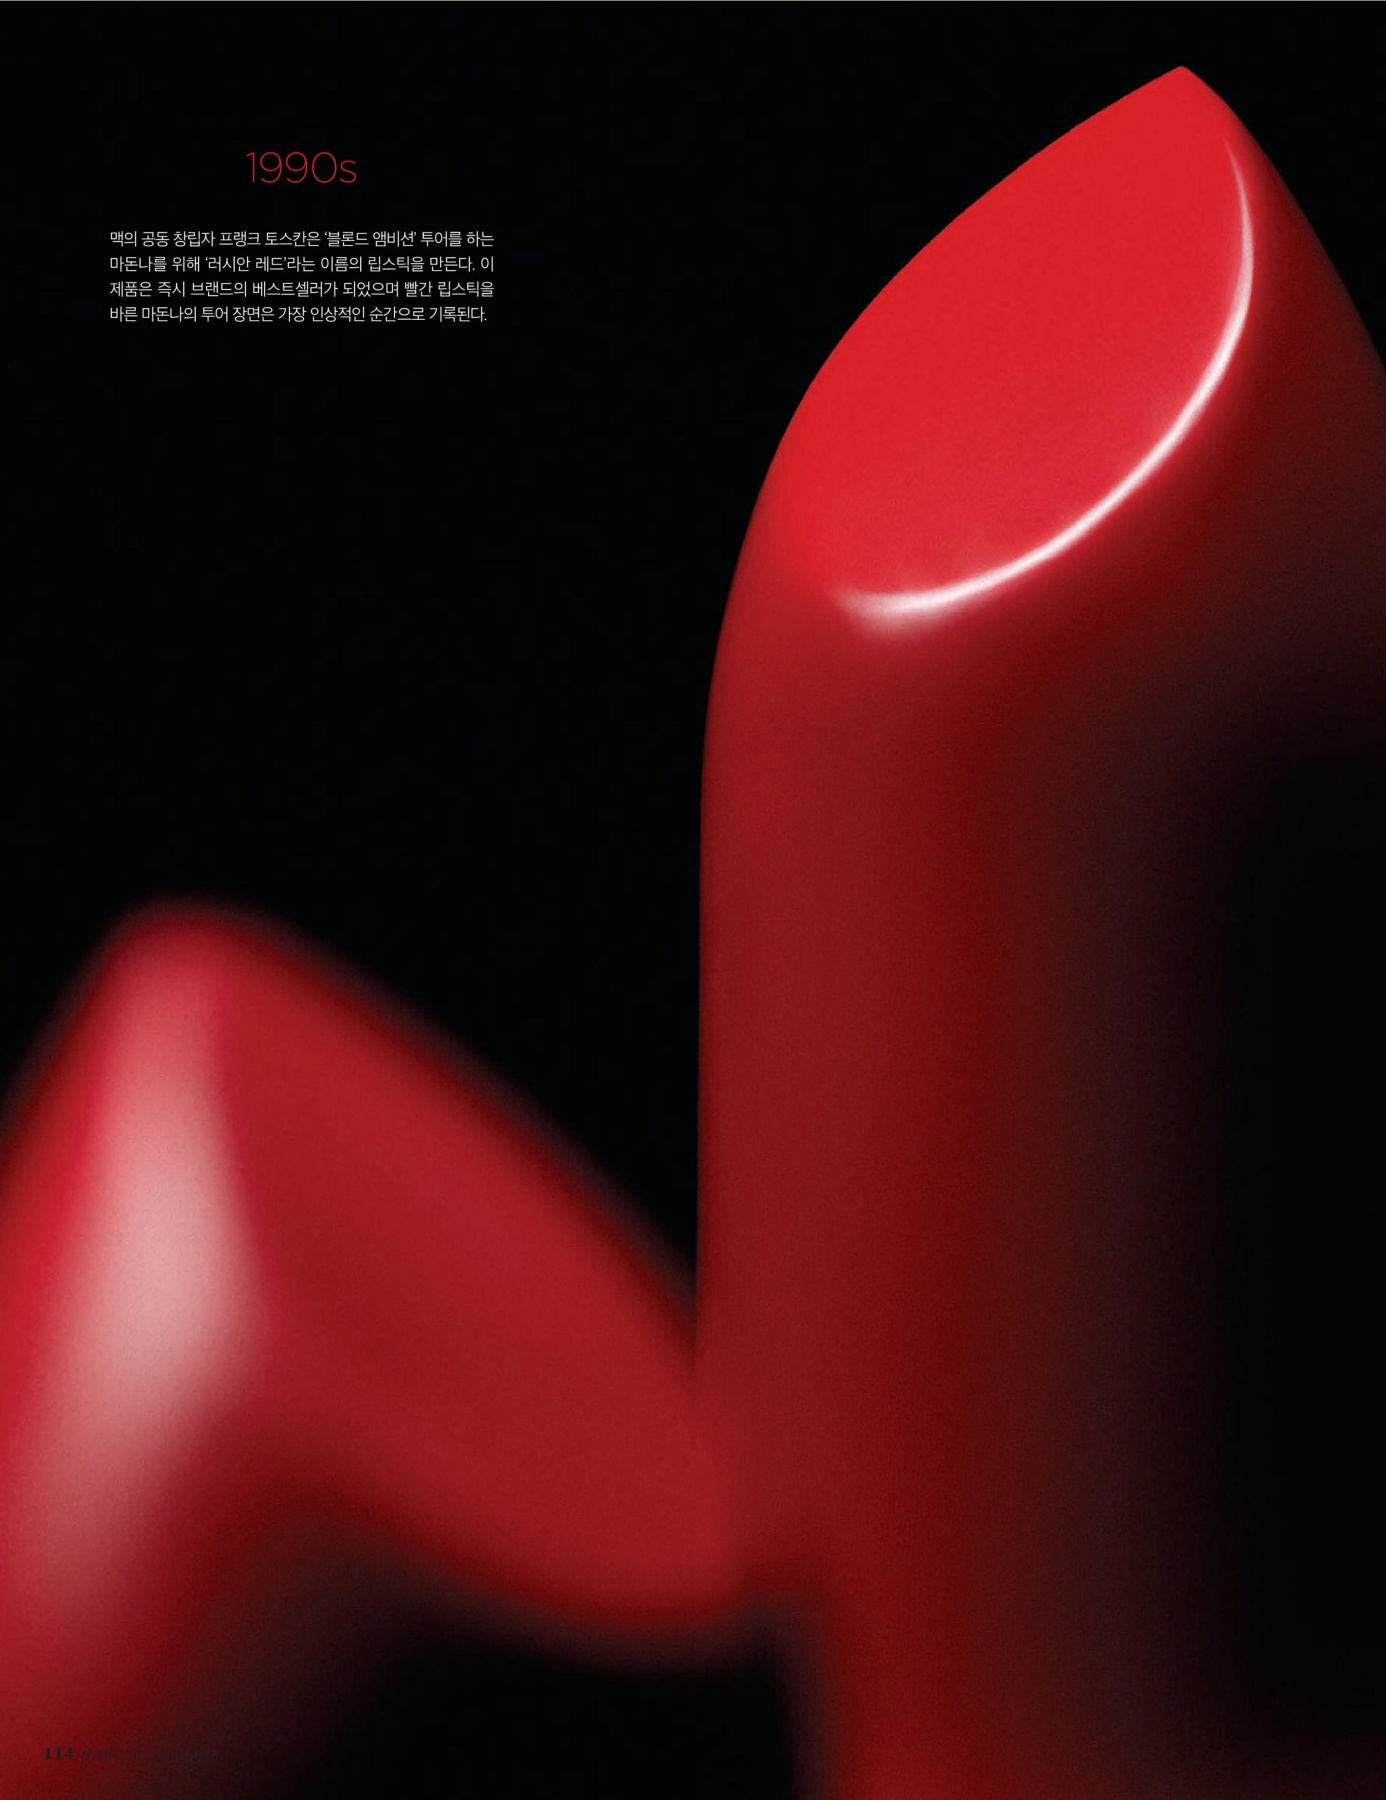 1990s
맥의 공동 창립자 프랭크 토스칸은 ‘블론드 앰비션’ 투어를 하는
마돈나를 위해 ‘러시안 레드’라는 이름의 립스틱을 만든다. 이
제품은 즉시 브랜드의 베스트셀러가 되었으며 빨간 립스틱을
바른 마돈나의 투어 장면은 가장 인상적인 순간으로 기록된다.
114